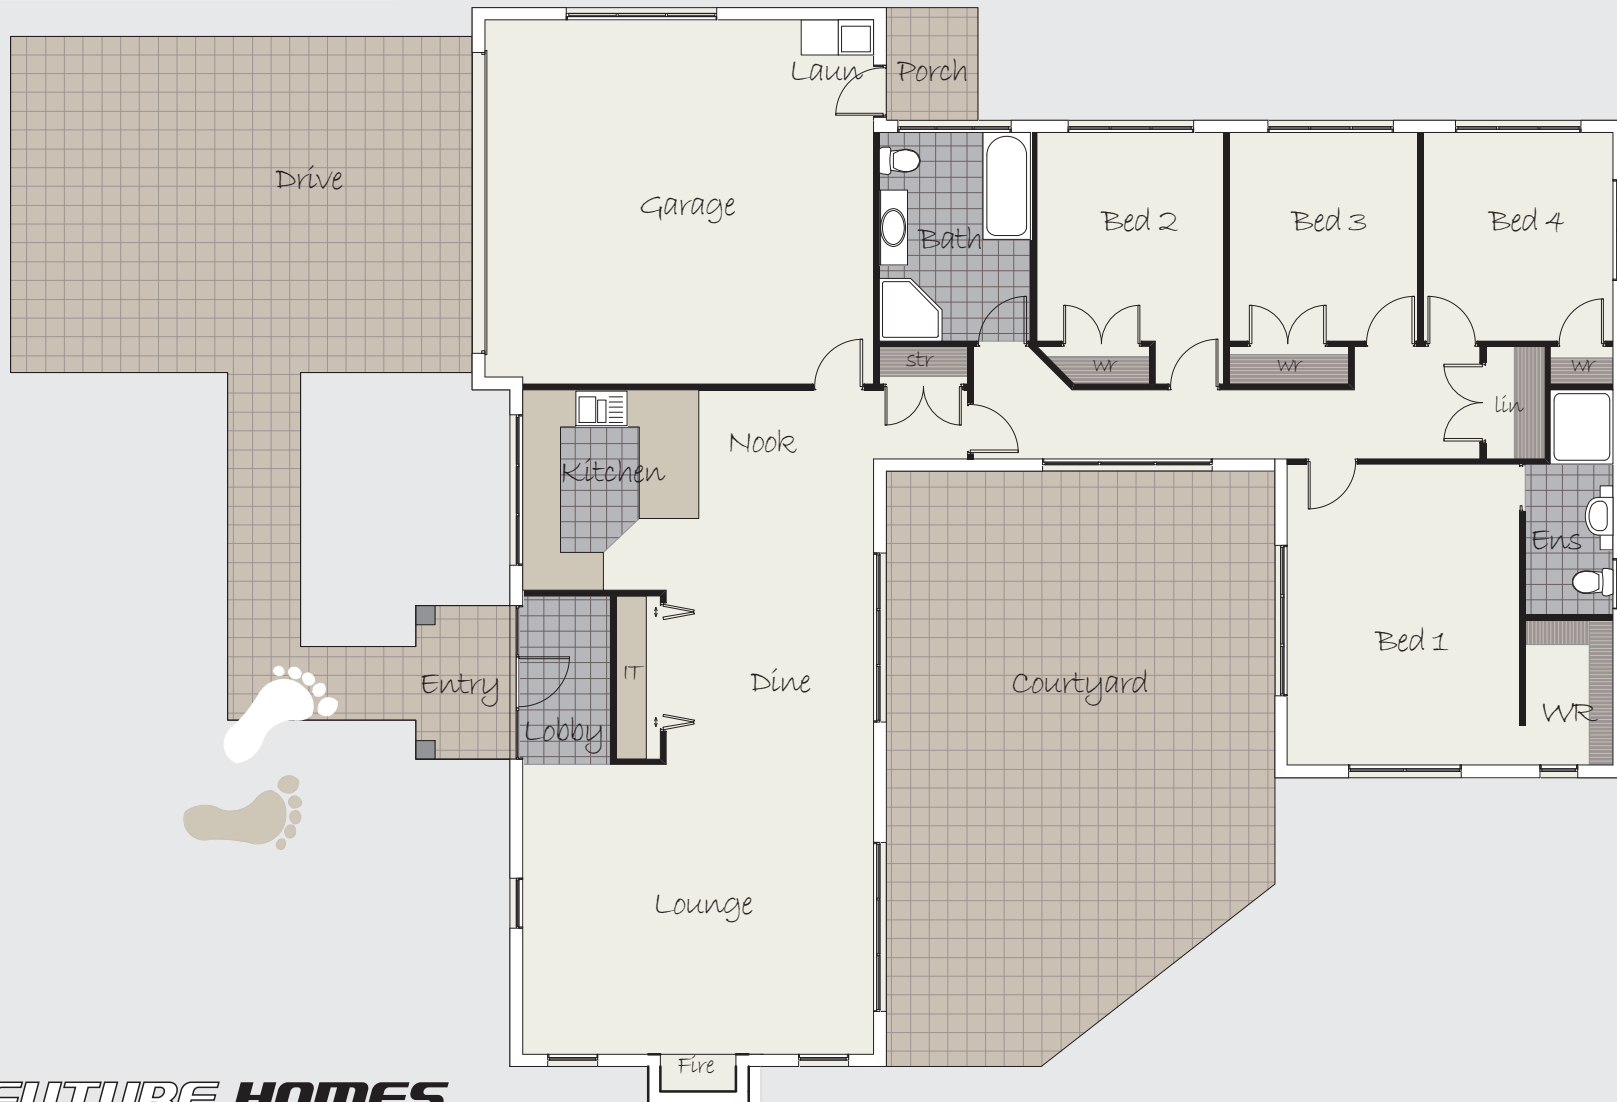 Laun
Porch
Drive
Garage
Bath
Bed 2
Bed 3
Bed 4
str
wr
wr
wr
lin
Nook
Kitchen
Ens
Bed 1
Entry
Lobby
IT
Dine
Courtyard
WR
Lounge
Fire
FUTURE HOMES